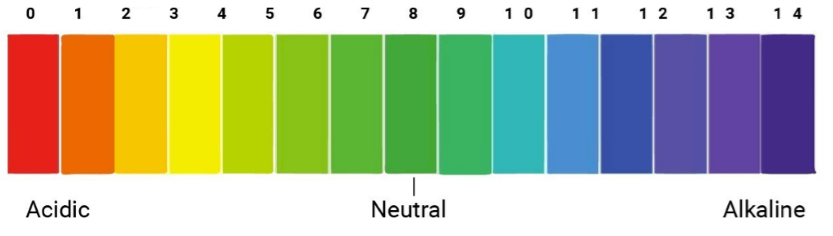 0 1 2 3 4 5 6 7 8 9 1 0 1 1 1 2 1 3 1 4
Acidic Neutral Alkaline